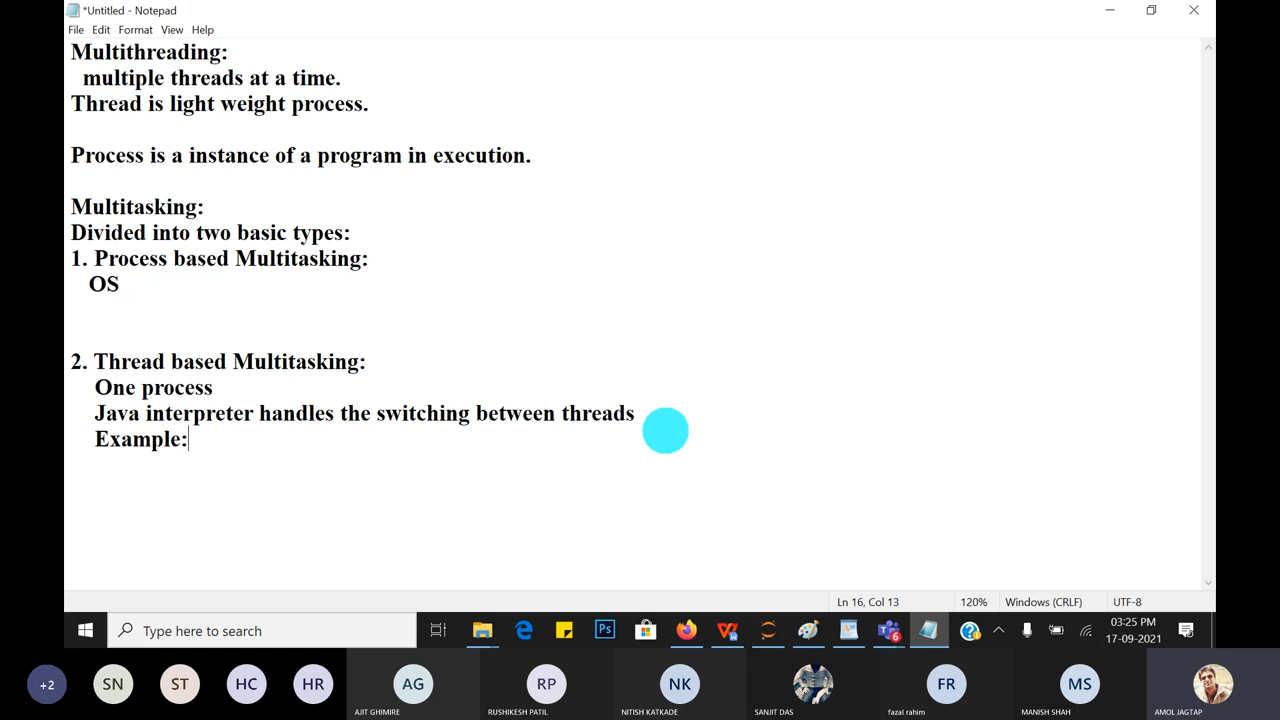 *Untitled - Notepad
File Edit Format View Help
Multithreading:
multiple threads at a time.
Thread is light weight process.
Process is a instance of a program in execution.
Multitasking:
Divided into two basic types:
1. Process based Multitasking:
OS
2. Thread based Multitasking:
One process
Java interpreter handles the switching between threads
Example:
Ln 16, Col 13 120% Windows (CRLF) UTF-8
Type here to search
Ps
6
03:25 PM
17-09-2021
+2 SN ST HC HR AG RP NK FR MS
AJIT GHIMIRE RUSHIKESH PATIL NITISH KATKADE SANJIT DAS fazal rahim MANISH SHAH AMOL JAGTAP